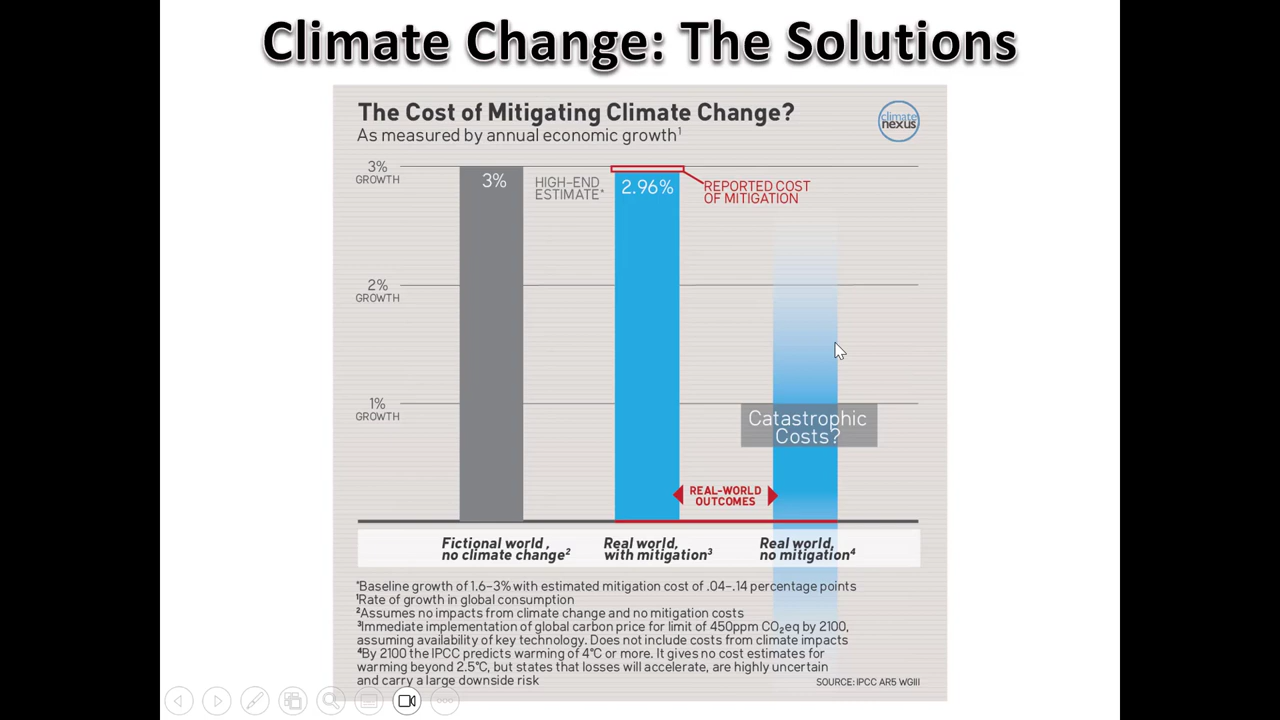 Climate Change: The Solutions
The Cost of Mitigating Climate Change?
As measured by annual economic growth¹
climate
nexus
3%
GROWTH
3%
HIGH-END
ESTIMATE*
2.96%
REPORTED COST
OF MITIGATION
2%
GROWTH
1%
GROWTH
Catastrophic
Costs?
REAL-WORLD
OUTCOMES
Fictional world,
no climate change²
Real world,
with mitigation³
Real world,
no mitigation⁴
*Baseline growth of 1.6–3% with estimated mitigation cost of .04–.14 percentage points
¹Rate of growth in global consumption
²Assumes no impacts from climate change and no mitigation costs
³Immediate implementation of global carbon price for limit of 450ppm CO₂eq by 2100,
assuming availability of key technology. Does not include costs from climate impacts
⁴By 2100 the IPCC predicts warming of 4°C or more. It gives no cost estimates for
warming beyond 2.5°C, but states that losses will accelerate, are highly uncertain
and carry a large downside risk
SOURCE: IPCC AR5 WGIII